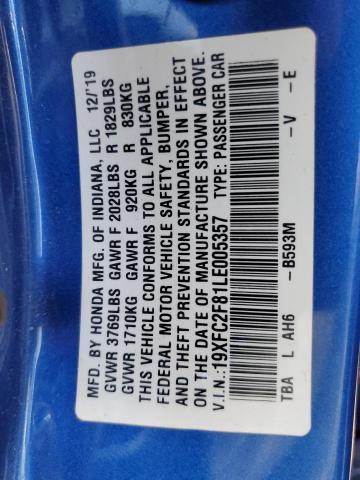 MFD. BY HONDA MFG. OF INDIANA, LLC 12/'19
GVWR 3769LBS GAWR F 2028LBS R 1829LBS
GVWR 1710KG GAWR F 920KG R 830KG
THIS VEHICLE CONFORMS TO ALL APPLICABLE
FEDERAL MOTOR VEHICLE SAFETY, BUMPER,
AND THEFT PREVENTION STANDARDS IN EFFECT
ON THE DATE OF MANUFACTURE SHOWN ABOVE.
V.I.N.:19XFC2F81LE005357 TYPE: PASSENGER CAR
TBA L AH6 -B593M -V -E